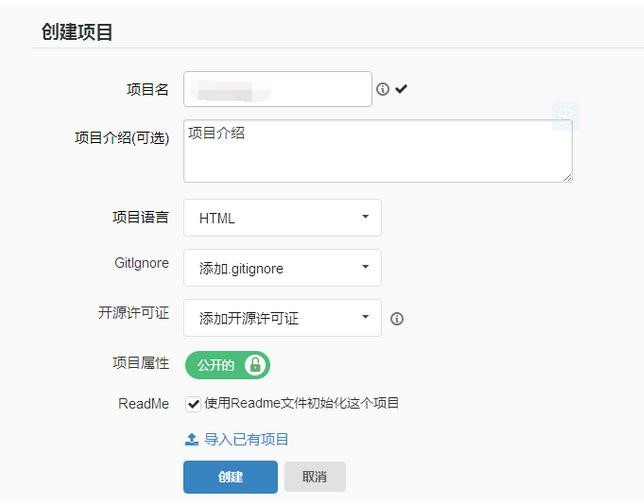 创建项目
项目名
项目介绍(可选) 项目介绍
项目语言 HTML
GitIgnore 添加.gitignore
开源许可证 添加开源许可证
项目属性 公开的
ReadMe 使用Readme文件初始化这个项目
导入已有项目
创建 取消